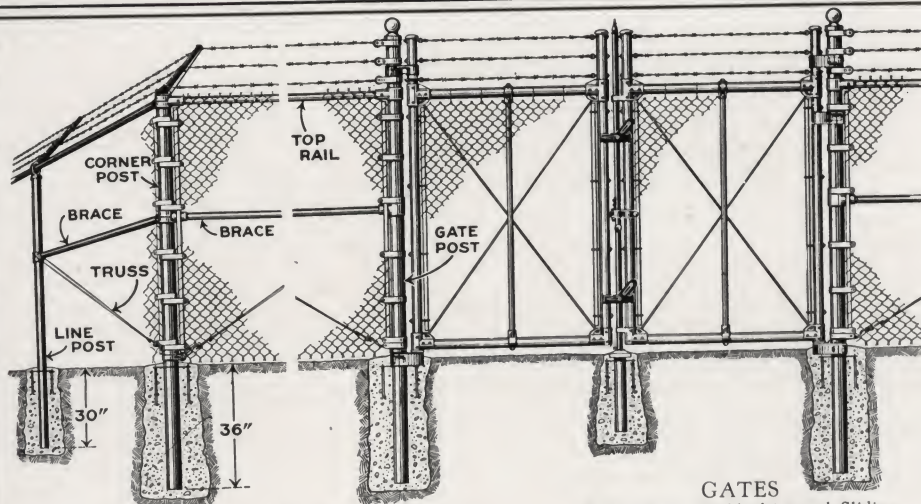 TOP
RAIL
CORNER
POST
BRACE
BRACE
GATE
POST
TRUSS
LINE
POST
30"
36"
GATES